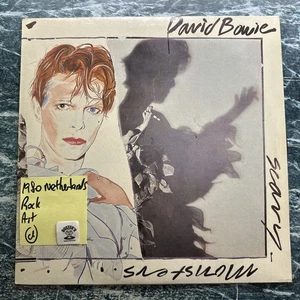 David Bowie
scary
monsters
1980 Netherlands
Rock
Art